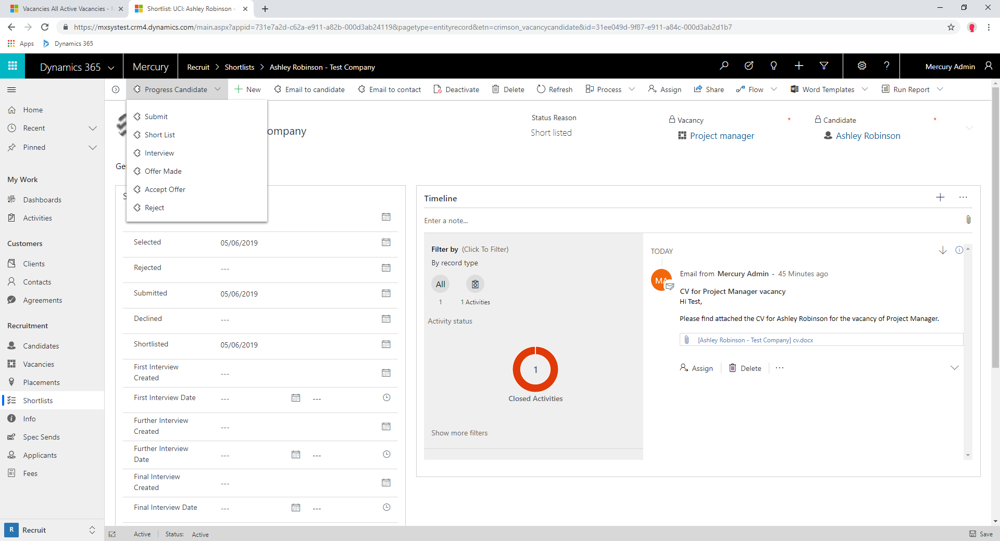 Vacancies All Active Vacancies -
Shortlist: UCI: Ashley Robinson -
https://mxsystest.crm4.dynamics.com/main.aspx?appid=731e7a2d-c62a-e911-a82b-000d3ab24119&pagetype=entityrecord&etn=crimson_vacancycandidate&id=31ee049d-9f87-e911-a84c-000d3ab2d1b7
Apps
Dynamics 365
Dynamics 365
Mercury
Recruit > Shortlists > Ashley Robinson - Test Company
Mercury Admin
Progress Candidate
New
Email to candidate
Email to contact
Deactivate
Delete
Refresh
Process
Assign
Share
Flow
Word Templates
Run Report
Home
Recent
Pinned
My Work
Dashboards
Activities
Customers
Clients
Contacts
Agreements
Recruitment
Candidates
Vacancies
Placements
Shortlists
Info
Spec Sends
Applicants
Fees
R
Recruit
Submit
Short List
Interview
Offer Made
Accept Offer
Reject
ompany
Status Reason
Short listed
Vacancy *
Project manager
Candidate *
Ashley Robinson
Ge
S
Selected 05/06/2019
Rejected ---
Submitted 05/06/2019
Declined ---
Shortlisted 05/06/2019
First Interview
Created ---
First Interview Date --- ---
Further Interview
Created ---
Further Interview
Date --- ---
Final Interview
Created ---
Final Interview Date --- ---
Timeline
Enter a note...
Filter by (Click To Filter)
By record type
All
1
1 Activities
Activity status
1
Closed Activities
Show more filters
TODAY
MA
Email from Mercury Admin - 45 Minutes ago
CV for Project Manager vacancy
Hi Test,
Please find attached the CV for Ashley Robinson for the vacancy of Project Manager.
[Ashley Robinson - Test Company] cv.docx
Assign
Delete
...
Active
Status: Active
Save